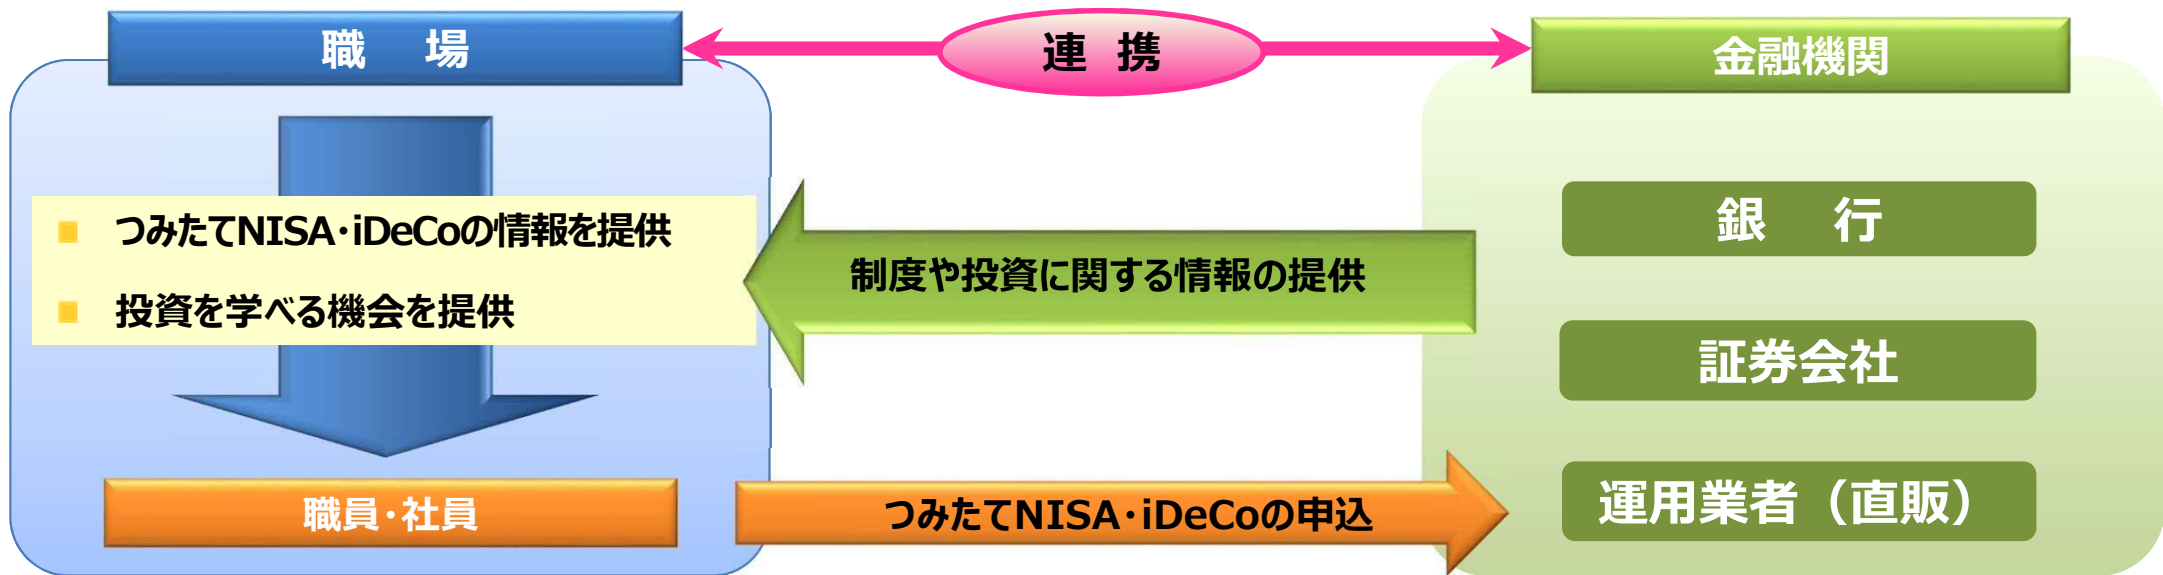 職 場
連 携
金融機関
つみたてNISA・iDeCoの情報を提供
投資を学べる機会を提供
制度や投資に関する情報の提供
銀 行
証券会社
職員・社員
つみたてNISA・iDeCoの申込
運用業者（直販）